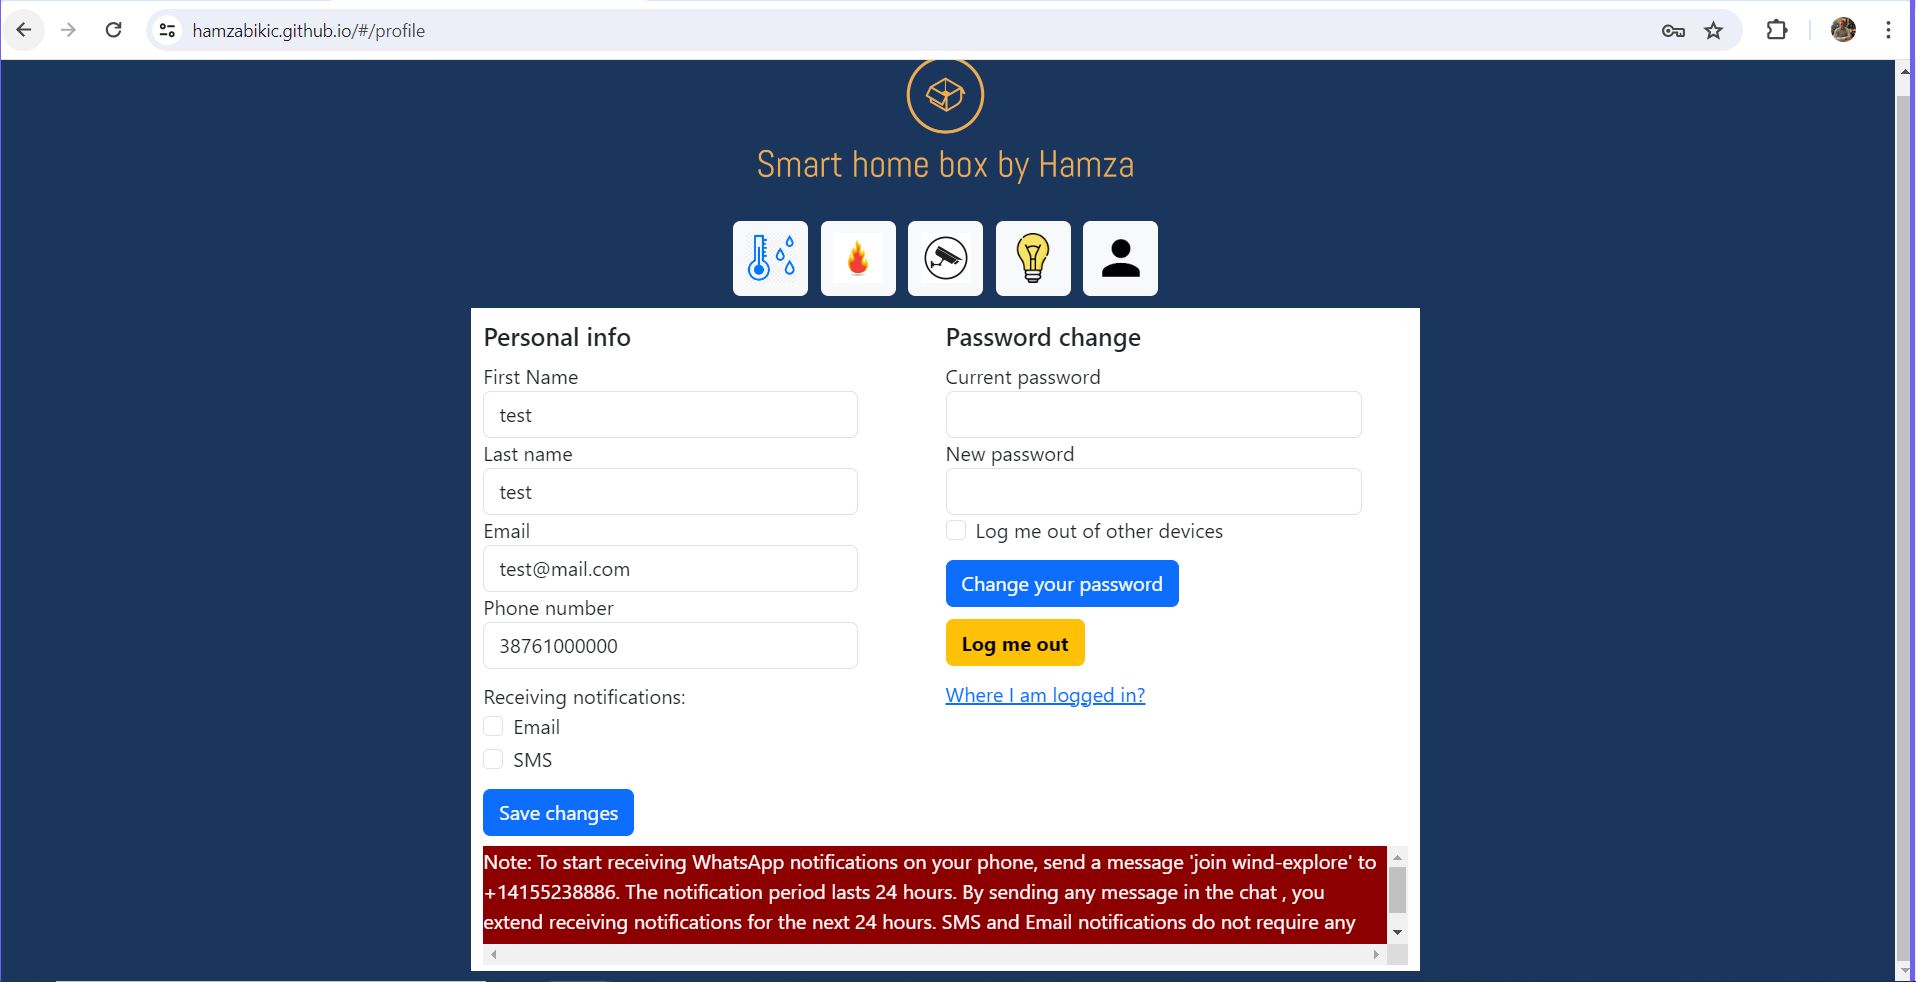 hamzabikic.github.io/#/profile
Smart home box by Hamza
Personal info
First Name
test
Last name
test
Email
test@mail.com
Phone number
38761000000
Receiving notifications:
Email
SMS
Save changes
Password change
Current password
New password
Log me out of other devices
Change your password
Log me out
Where I am logged in?
Note: To start receiving WhatsApp notifications on your phone, send a message 'join wind-explore' to
+14155238886. The notification period lasts 24 hours. By sending any message in the chat , you
extend receiving notifications for the next 24 hours. SMS and Email notifications do not require any